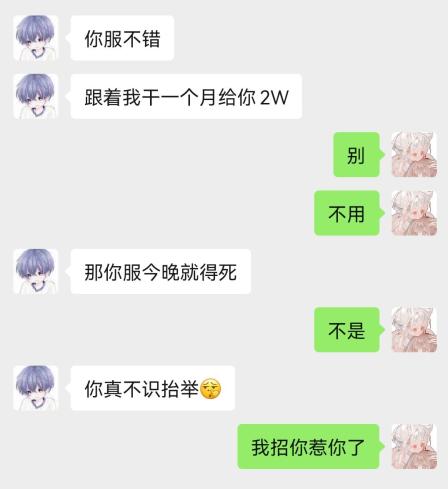 你服不错
跟着我干一个月给你2W
别
不用
那你服今晚就得死
不是
你真不识抬举😚
我招你惹你了